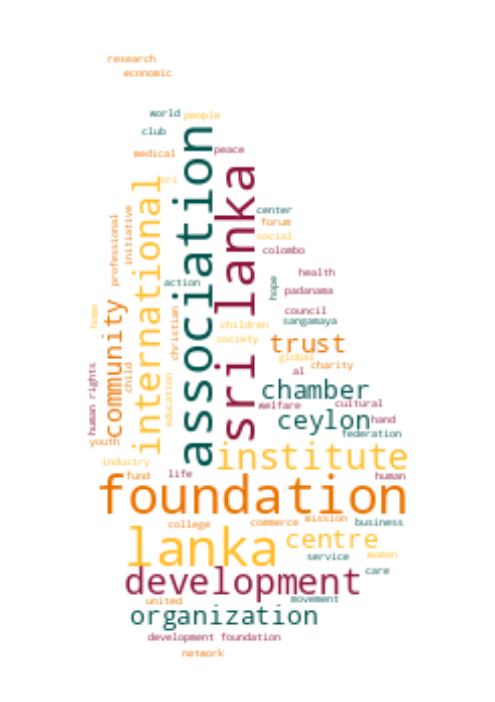 research
economic
world
people
club
medical
peace
sri
association
sri lanka
international
center
forum
social
colombo
professional
initiative
action
health
hope
padanama
council
sangamaya
home
community
christian
children
society
trust
global
charity
al
child
human rights
education
chamber
welfare
cultural
ceylon
hand
federation
youth
institute
industry
fund
life
human
foundation
college
commerce
mission
business
lanka
centre
service
women
care
development
united
movement
organization
development foundation
network